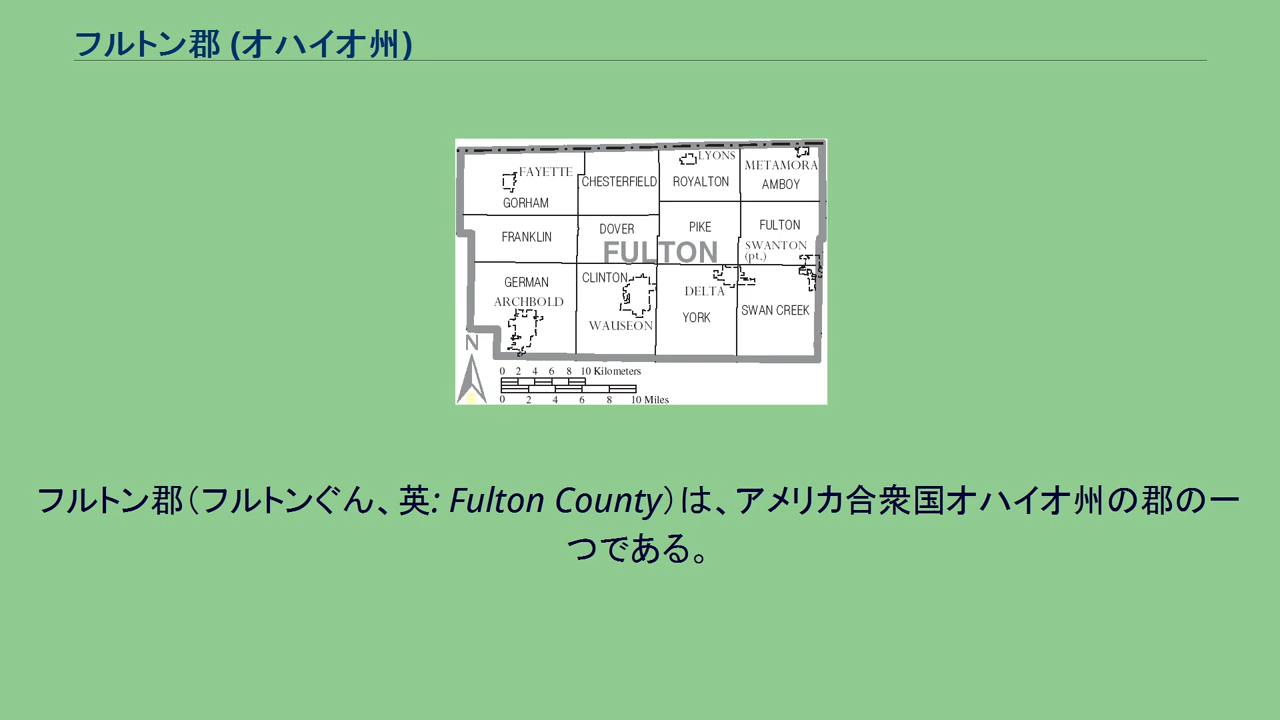 フルトン郡 (オハイオ州)
LYONS
METAMORA
FAYETTE
CHESTERFIELD
ROYALTON
AMBOY
GORHAM
DOVER
PIKE
FULTON
FRANKLIN
FULTON
SWANTON
(pt.)
GERMAN
CLINTON
ARCHBOLD
DELTA
SWAN CREEK
WAUSEON
YORK
N
0 2 4 6 8 10 Kilometers
0 2 4 6 8 10 Miles
フルトン郡（フルトンぐん、英: Fulton County）は、アメリカ合衆国オハイオ州の郡の一
つである。